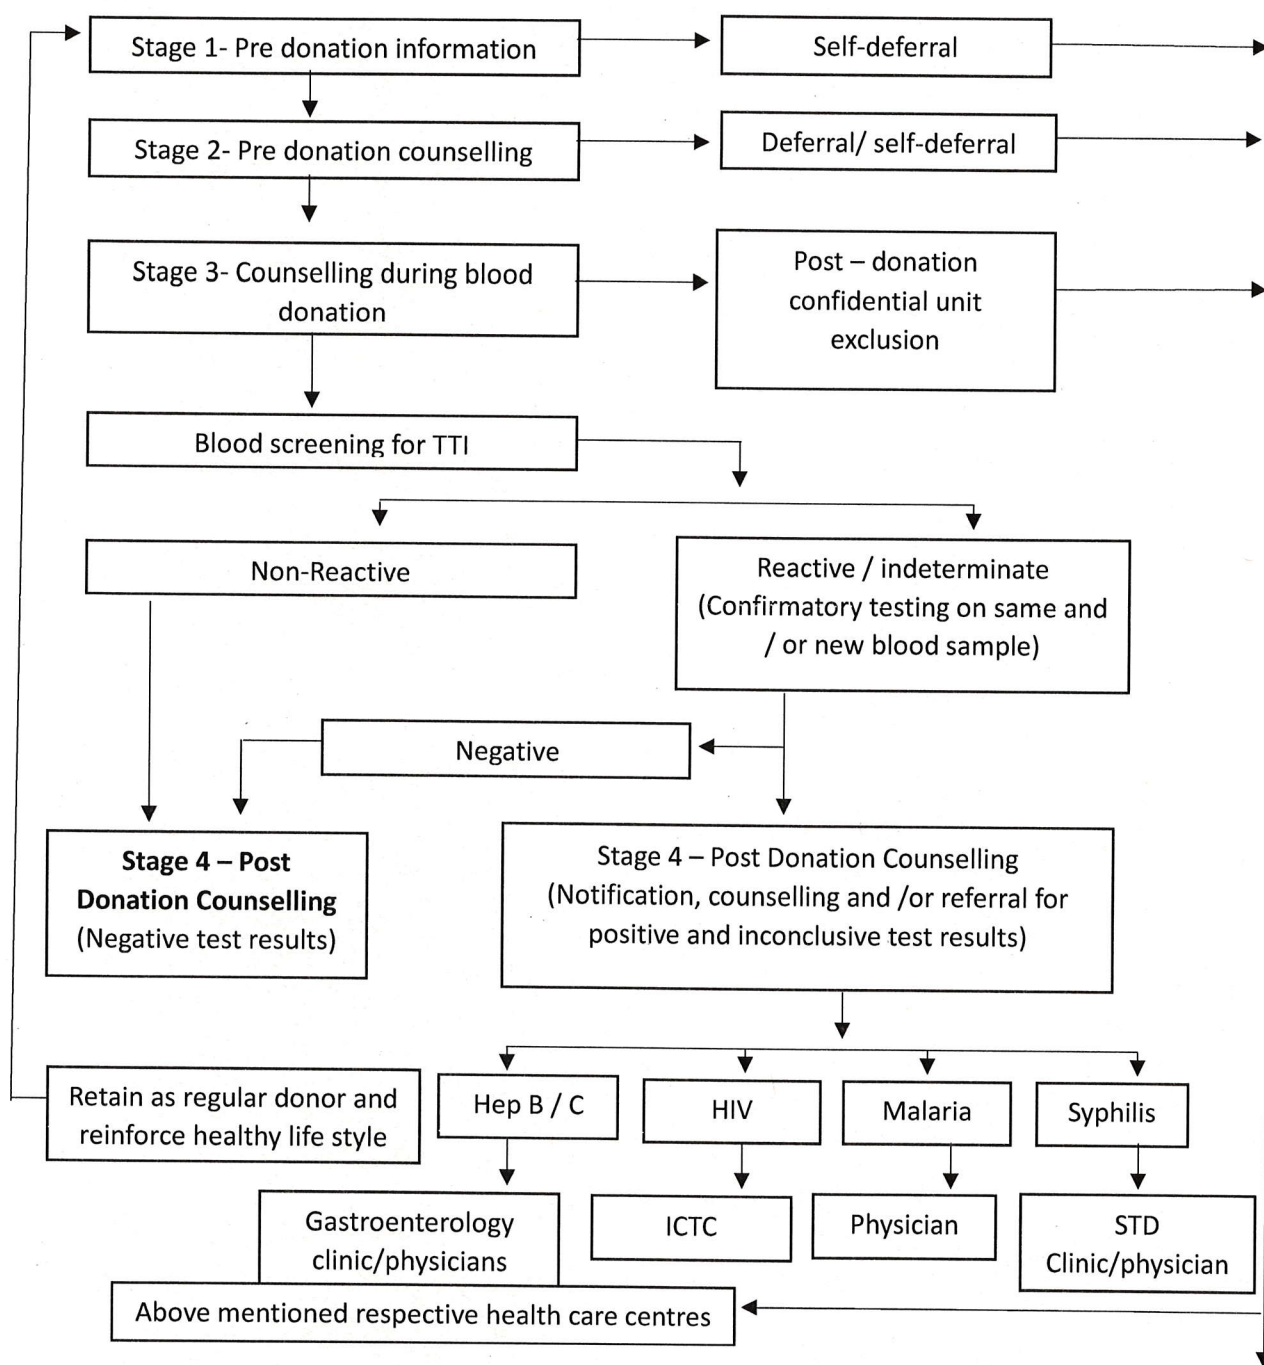 Stage 1- Pre donation information
Self-deferral
Stage 2- Pre donation counselling
Deferral/ self-deferral
Stage 3- Counselling during blood
donation
Post – donation
confidential unit
exclusion
Blood screening for TTI
Non-Reactive
Reactive / indeterminate
(Confirmatory testing on same and
/ or new blood sample)
Negative
Stage 4 – Post
Donation Counselling
(Negative test results)
Stage 4 – Post Donation Counselling
(Notification, counselling and /or referral for
positive and inconclusive test results)
Retain as regular donor and
reinforce healthy life style
Hep B / C
HIV
Malaria
Syphilis
Gastroenterology
clinic/physicians
ICTC
Physician
STD
Clinic/physician
Above mentioned respective health care centres